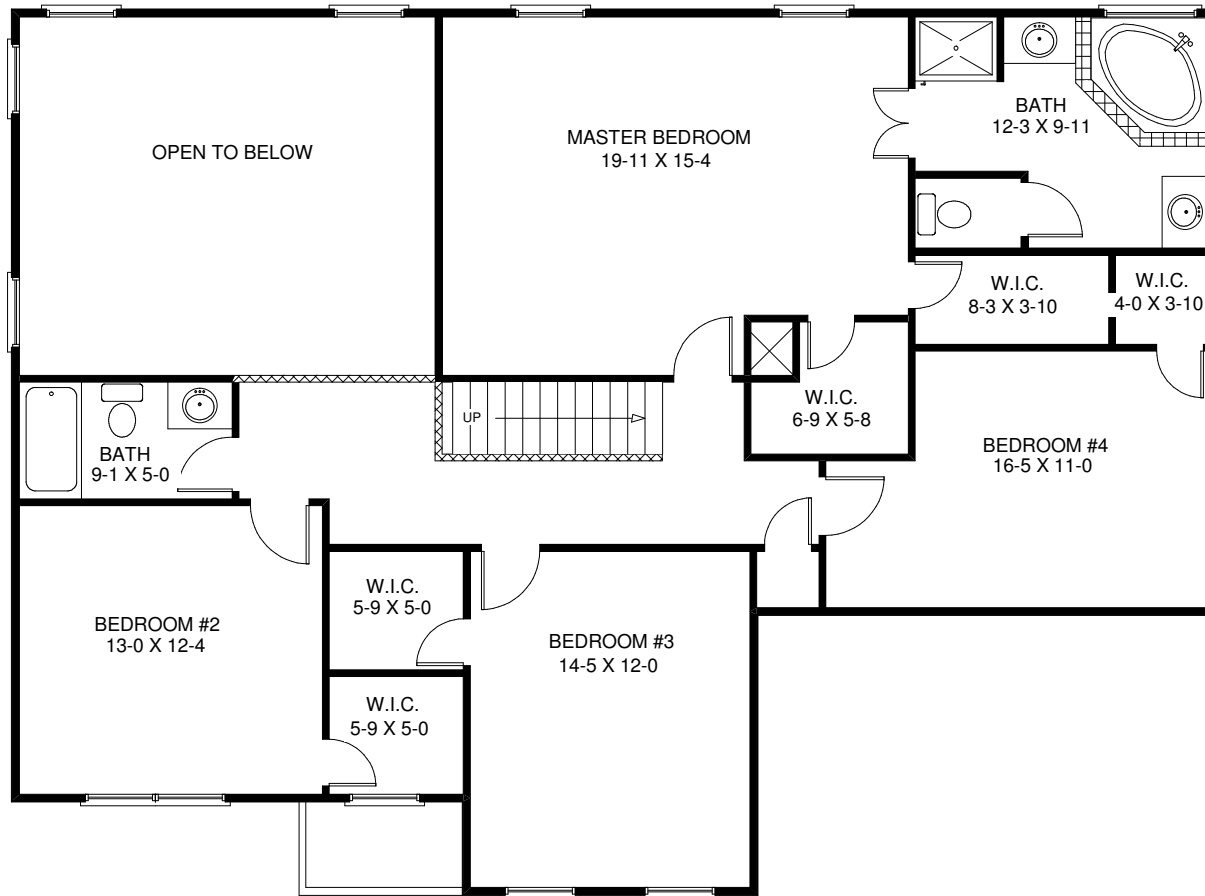 OPEN TO BELOW
MASTER BEDROOM
19-11 X 15-4
BATH
12-3 X 9-11
W.I.C.
8-3 X 3-10
W.I.C.
4-0 X 3-10
W.I.C.
6-9 X 5-8
UP
BATH
9-1 X 5-0
BEDROOM #4
16-5 X 11-0
W.I.C.
5-9 X 5-0
BEDROOM #2
13-0 X 12-4
BEDROOM #3
14-5 X 12-0
W.I.C.
5-9 X 5-0